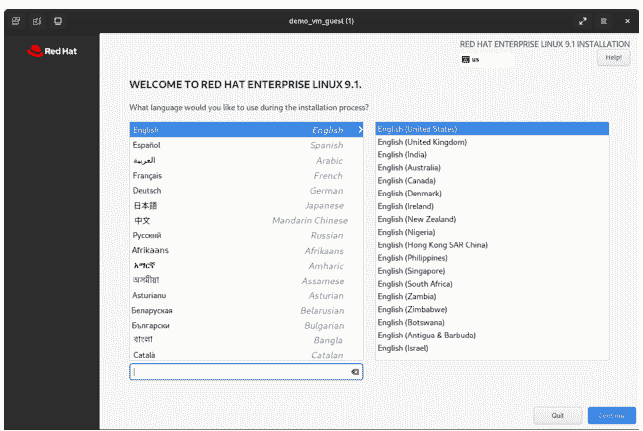 demo_vm_guest (1)
Red Hat
RED HAT ENTERPRISE LINUX 9.1 INSTALLATION
us
Help!
WELCOME TO RED HAT ENTERPRISE LINUX 9.1.
What language would you like to use during the installation process?
English English
Español Spanish
العربية Arabic
Français French
Deutsch German
日本語 Japanese
中文 Mandarin Chinese
Русский Russian
Afrikaans Afrikaans
አማርኛ Amharic
অসমীয়া Assamese
Asturianu Asturian
Беларуская Belarusian
Български Bulgarian
বাংলা Bangla
Català Catalan
English (United States)
English (United Kingdom)
English (India)
English (Australia)
English (Canada)
English (Denmark)
English (Ireland)
English (New Zealand)
English (Nigeria)
English (Hong Kong SAR China)
English (Philippines)
English (Singapore)
English (South Africa)
English (Zambia)
English (Zimbabwe)
English (Botswana)
English (Antigua & Barbuda)
English (Israel)
Quit
Continue